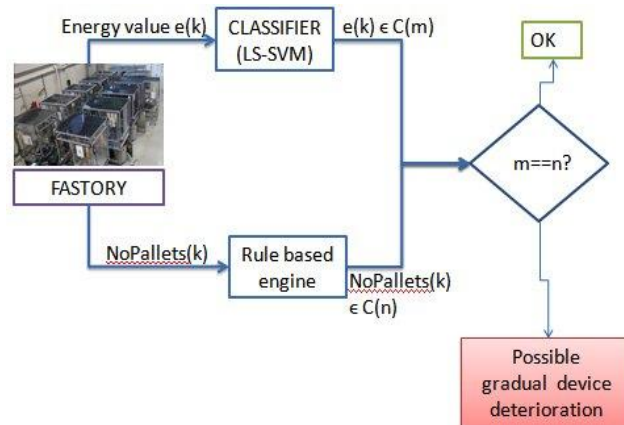 Energy value e(k)
CLASSIFIER
(LS-SVM)
e(k) ϵ C(m)
OK
FASTORY
m==n?
NoPallets(k)
Rule based
engine
NoPallets(k)
ϵ C(n)
Possible
gradual device
deterioration